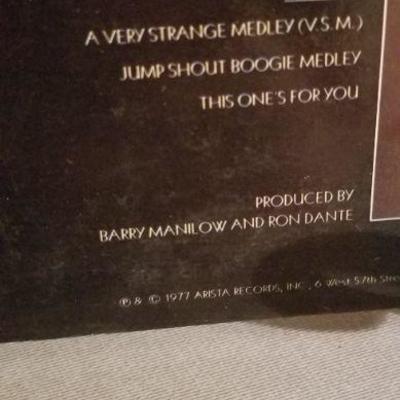 A VERY STRANGE MEDLEY (V.S.M.)
JUMP SHOUT BOOGIE MEDLEY
THIS ONE'S FOR YOU
PRODUCED BY
BARRY MANILOW AND RON DANTE
℗ & © 1977 ARISTA RECORDS, INC., 6 West 57th Stre